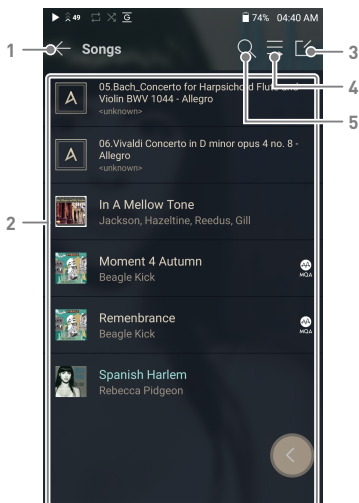 49 G 74% 04:40 AM
1 Songs 3
4
5
05.Bach_Concerto for Harpsichord Flute and
Violin BWV 1044 - Allegro
<unknown>
06.Vivaldi Concerto in D minor opus 4 no. 8 -
Allegro
<unknown>
2
In A Mellow Tone
Jackson, Hazeltine, Reedus, Gill
Moment 4 Autumn
Beagle Kick
MQA
Remenbrance
Beagle Kick
MQA
Spanish Harlem
Rebecca Pidgeon